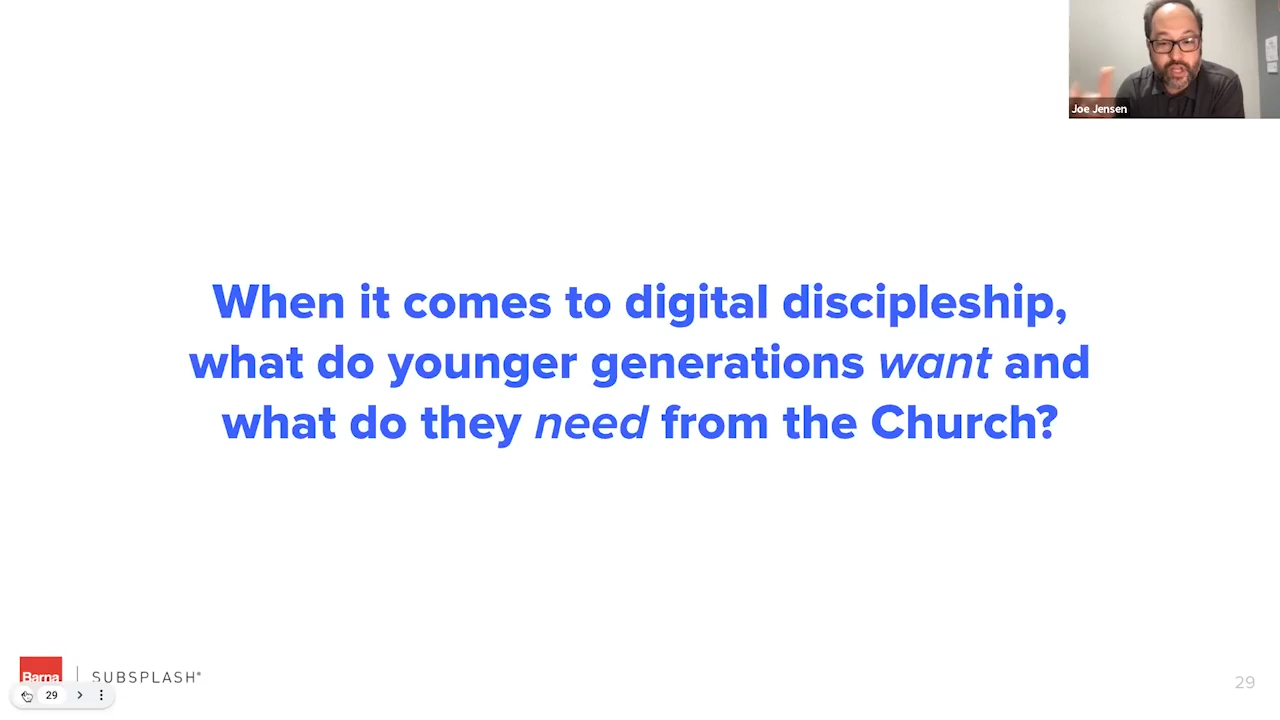 Joe Jensen
When it comes to digital discipleship,
what do younger generations want and
what do they need from the Church?
Barna
SUBSPLASH®
29
29